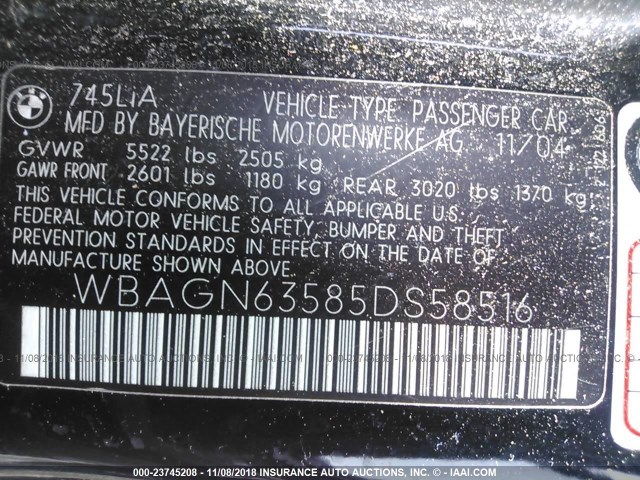 BMW
745LiA VEHICLE-TYPE PASSENGER CAR
MFD BY BAYERISCHE MOTORENWERKE AG 11/04
GVWR 5522 lbs 2505 kg
GAWR FRONT 2601 lbs 1180 kg REAR 3020 lbs 1370 kg
THIS VEHICLE CONFORMS TO ALL APPLICABLE U.S.
FEDERAL MOTOR VEHICLE SAFETY, BUMPER AND THEFT
PREVENTION STANDARDS IN EFFECT ON THE DATE OF
MANUFACTURE SHOWN ABOVE
WBAGN63585DS58516
000-23745208 - 11/08/2018 INSURANCE AUTO AUCTIONS, INC. - © IAAI.COM